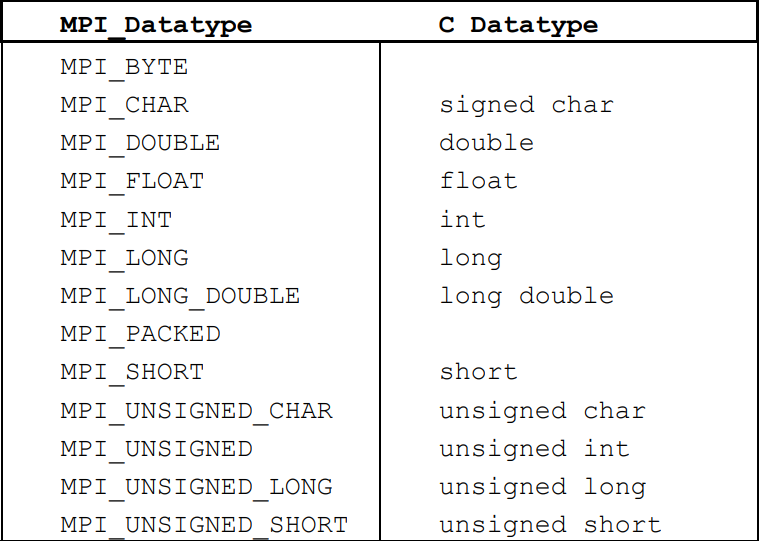 MPI_Datatype C Datatype
MPI_BYTE
MPI_CHAR signed char
MPI_DOUBLE double
MPI_FLOAT float
MPI_INT int
MPI_LONG long
MPI_LONG_DOUBLE long double
MPI_PACKED
MPI_SHORT short
MPI_UNSIGNED_CHAR unsigned char
MPI_UNSIGNED unsigned int
MPI_UNSIGNED_LONG unsigned long
MPI_UNSIGNED_SHORT unsigned short